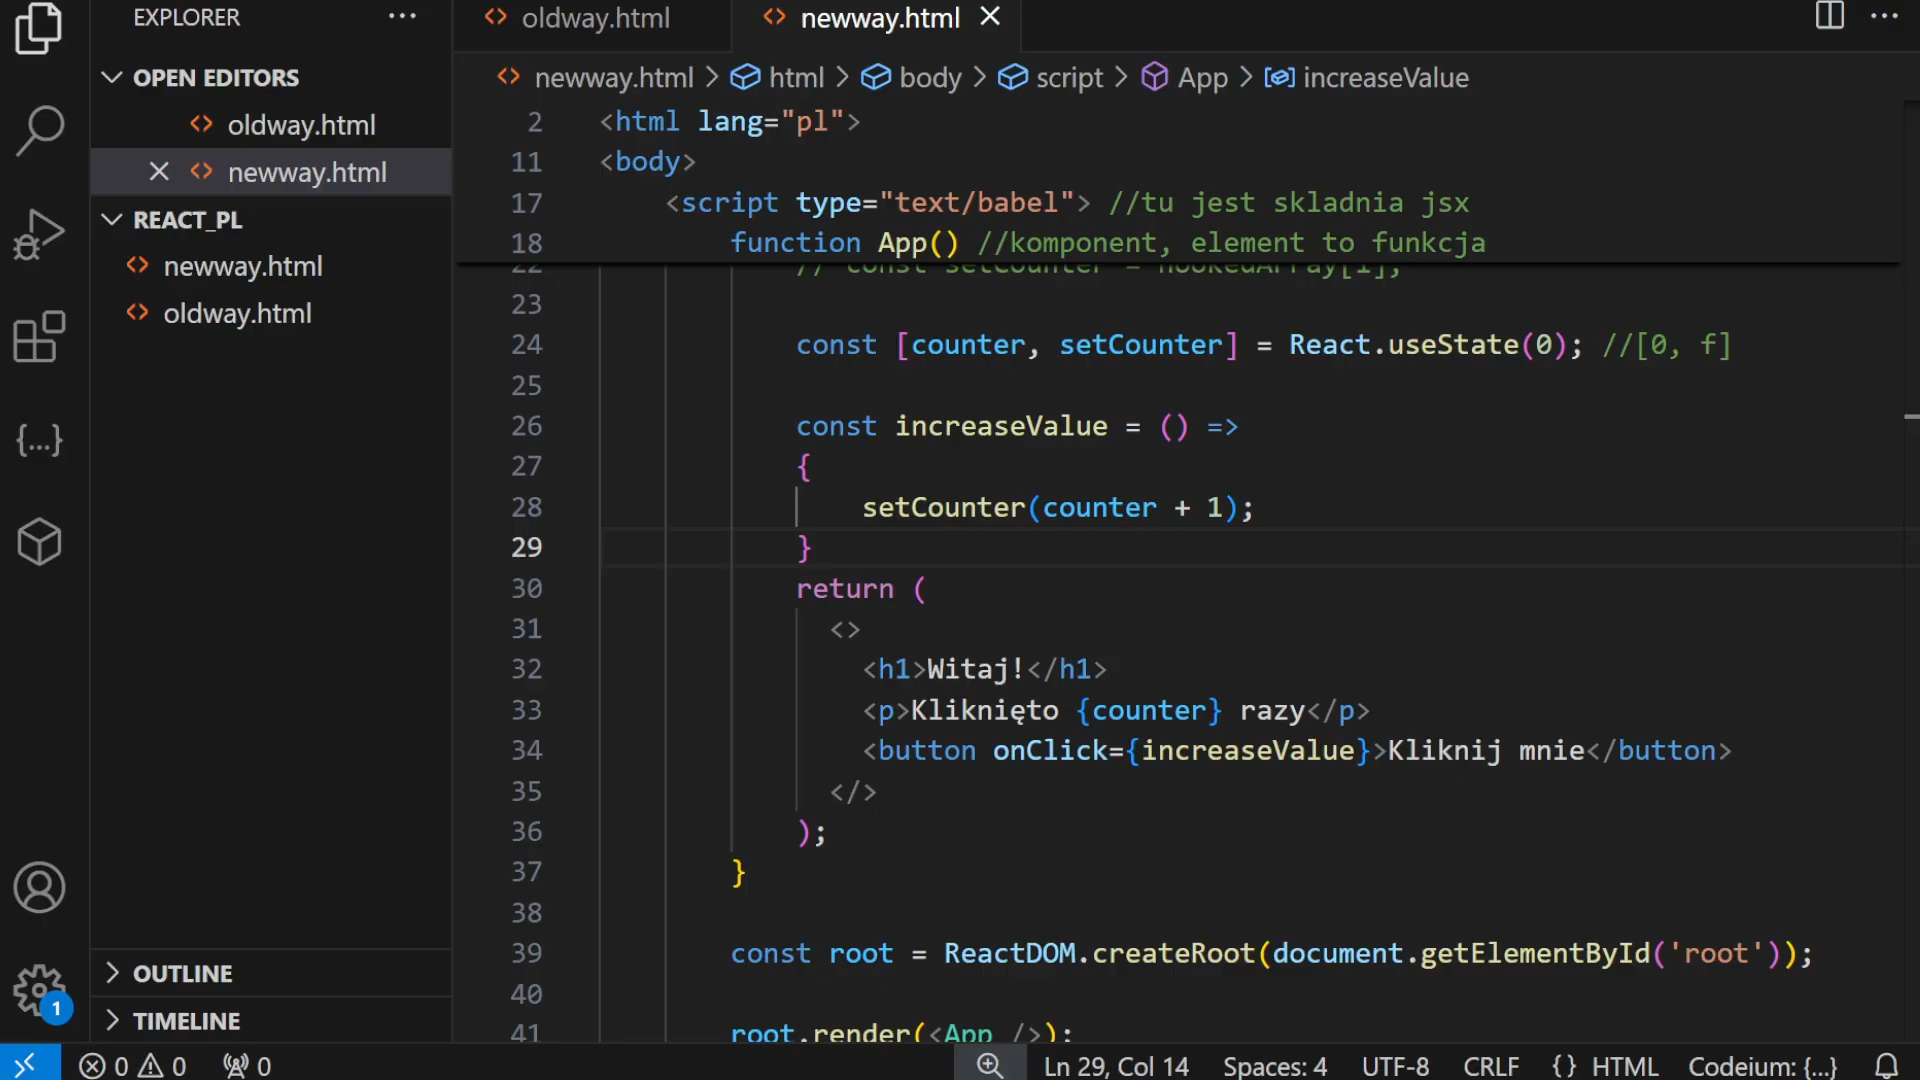 EXPLORER
OPEN EDITORS
oldway.html
newway.html
REACT_PL
newway.html
oldway.html
OUTLINE
TIMELINE
1
oldway.html
newway.html
newway.html > html > body > script > App > increaseValue
2 <html lang="pl">
11 <body>
17 <script type="text/babel"> //tu jest skladnia jsx
18 function App() //komponent, element to funkcja
22 // const setCounter = hookedArray[1];
23
24 const [counter, setCounter] = React.useState(0); //[0, f]
25
26 const increaseValue = () =>
27 {
28 setCounter(counter + 1);
29 }
30 return (
31 <>
32 <h1>Witaj!</h1>
33 <p>Kliknięto {counter} razy</p>
34 <button onClick={increaseValue}>Kliknij mnie</button>
35 </>
36 );
37 }
38
39 const root = ReactDOM.createRoot(document.getElementById('root'));
40
41 root.render(<App />);
0 0 0 Ln 29, Col 14 Spaces: 4 UTF-8 CRLF {} HTML Codeium: {...}